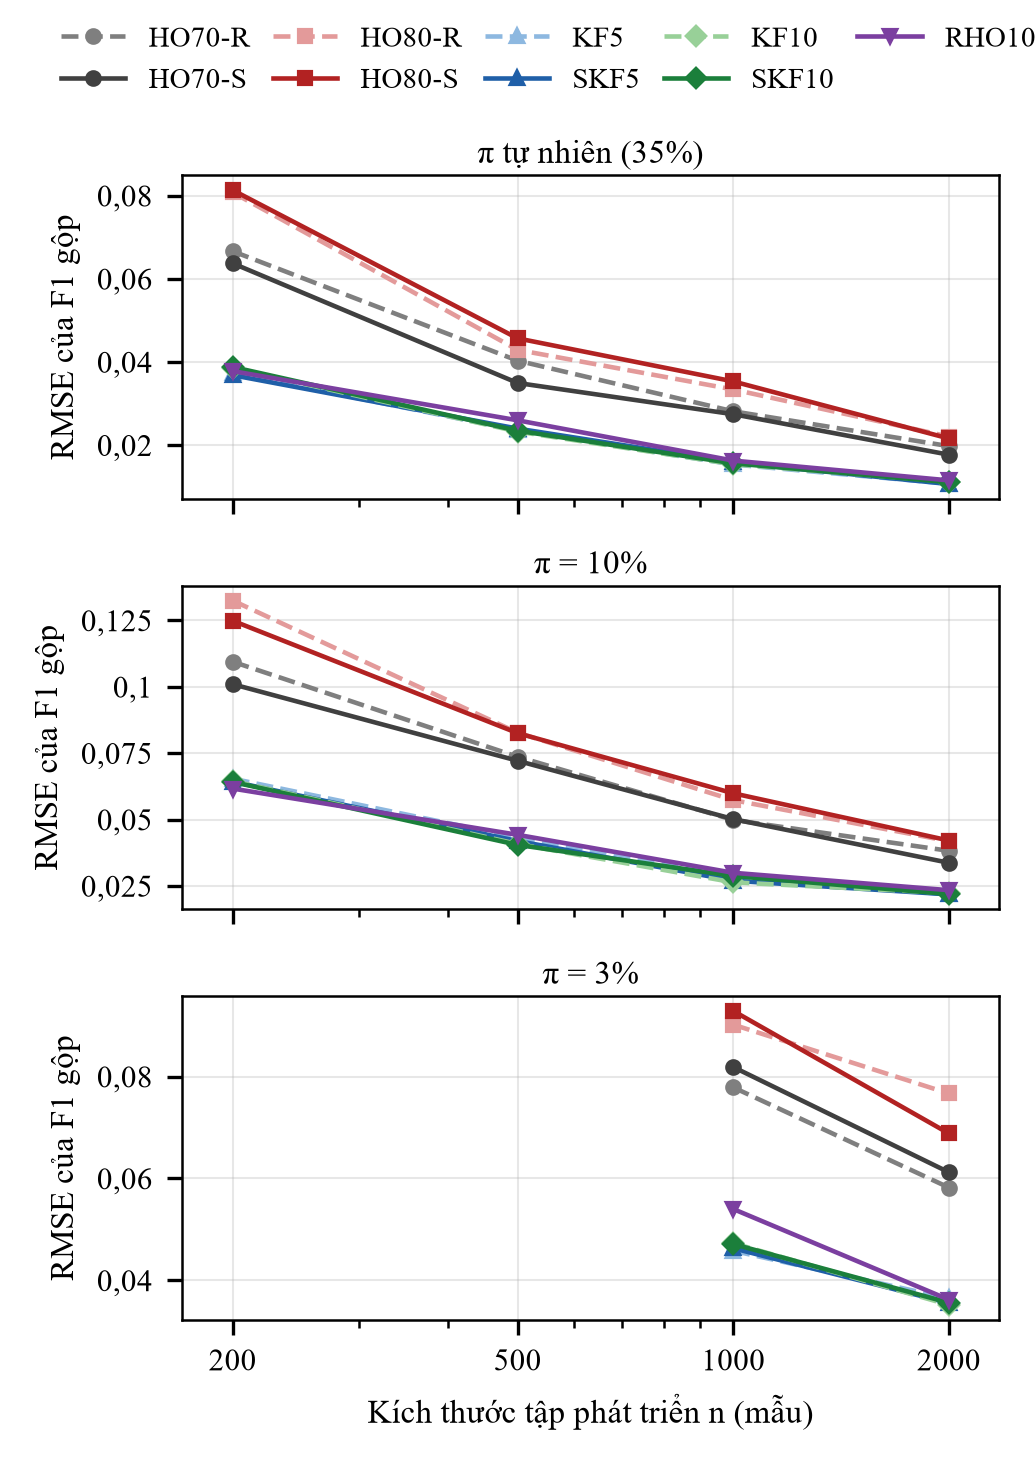 HO70-R HO80-R KF5 KF10 RHO10
HO70-S HO80-S SKF5 SKF10
π tự nhiên (35%)
RMSE của F1 gộp
0,08
0,06
0,04
0,02
π = 10%
RMSE của F1 gộp
0,125
0,1
0,075
0,05
0,025
π = 3%
RMSE của F1 gộp
0,08
0,06
0,04
200 500 1000 2000
Kích thước tập phát triển n (mẫu)